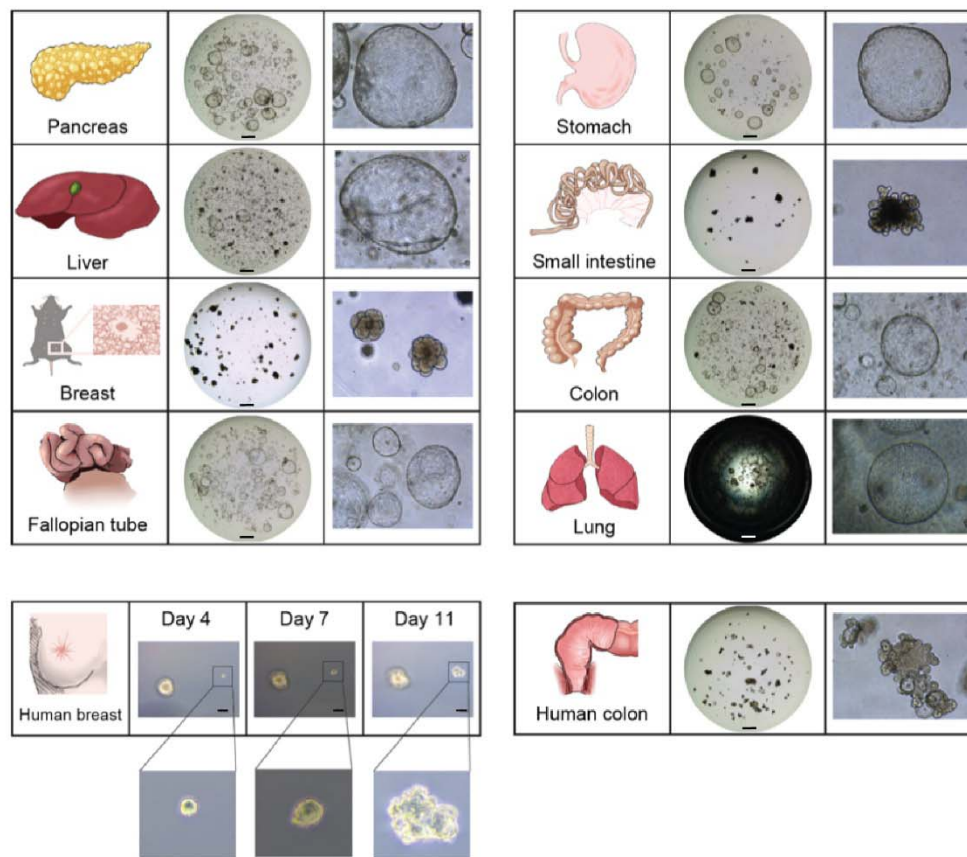 Pancreas
Stomach
Liver
Small intestine
Breast
Colon
Fallopian tube
Lung
Day 4
Day 7
Day 11
Human breast
Human colon